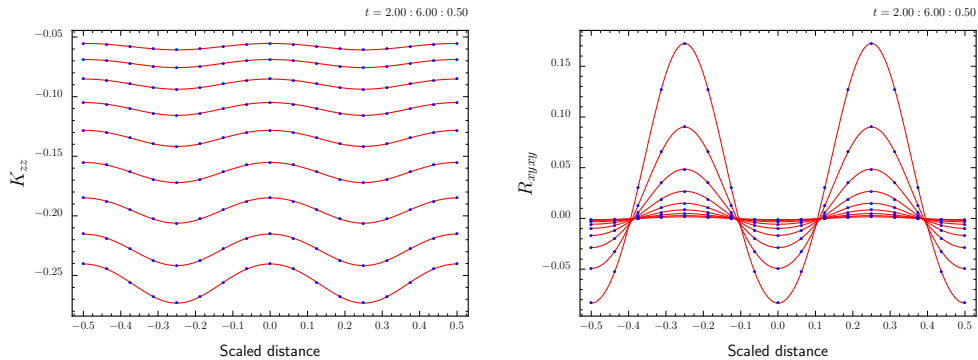 t = 2.00 : 6.00 : 0.50
−0.05
−0.10
−0.15
−0.20
−0.25
K_zz
−0.5 −0.4 −0.3 −0.2 −0.1 0.0 0.1 0.2 0.3 0.4 0.5
Scaled distance
t = 2.00 : 6.00 : 0.50
0.15
0.10
0.05
0.00
−0.05
R_xyxy
−0.5 −0.4 −0.3 −0.2 −0.1 0.0 0.1 0.2 0.3 0.4 0.5
Scaled distance